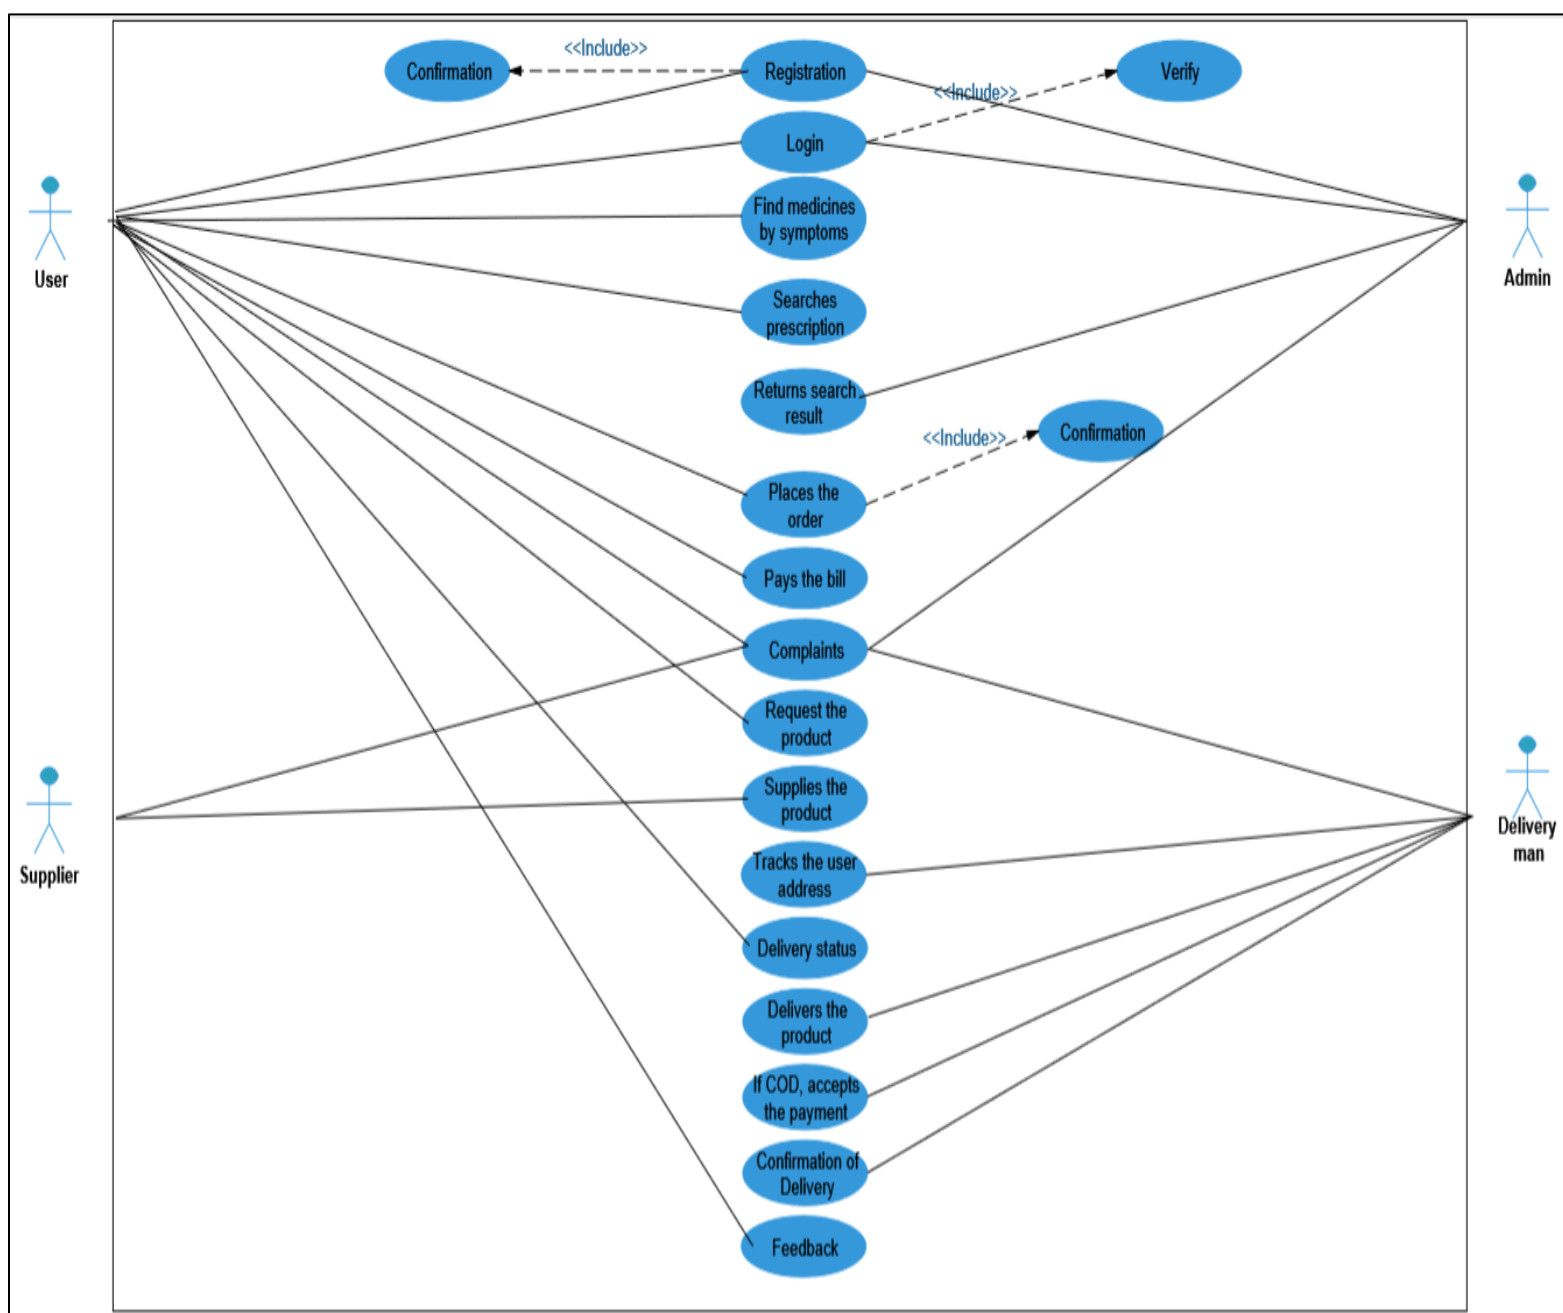 <<Include>>
Confirmation
Registration
Verify
<<Include>>
Login
Find medicines
by symptoms
User
Admin
Searches
prescription
Returns search
result
<<Include>>
Confirmation
Places the
order
Pays the bill
Complaints
Request the
product
Supplies the
product
Supplier
Delivery
man
Tracks the user
address
Delivery status
Delivers the
product
If COD, accepts
the payment
Confirmation of
Delivery
Feedback